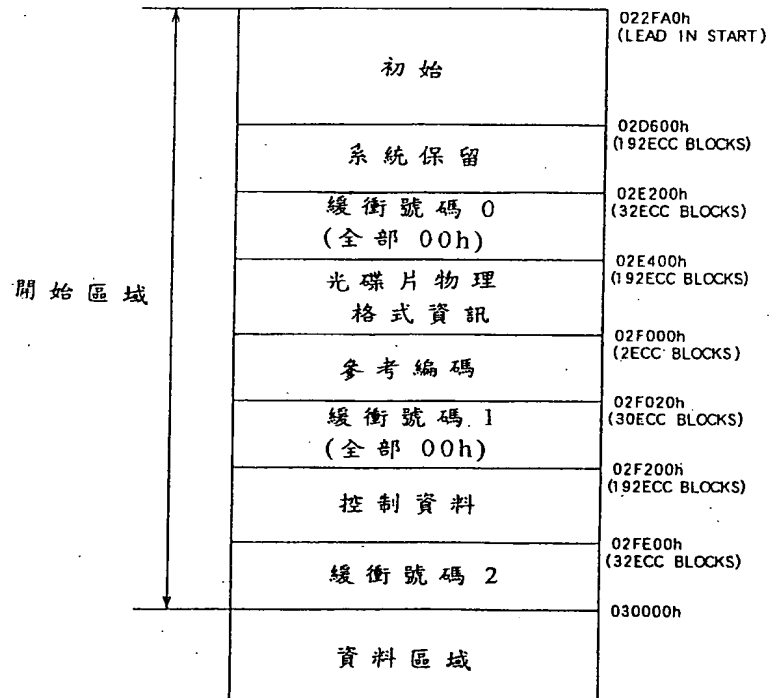 022FA0h
(LEAD IN START)
初始
02D600h
(192ECC BLOCKS)
系統保留
02E200h
(32ECC BLOCKS)
緩衝號碼 0
(全部 00h)
02E400h
(192ECC BLOCKS)
開始區域
光碟片物理
格式資訊
02F000h
(2ECC BLOCKS)
參考編碼
02F020h
(30ECC BLOCKS)
緩衝號碼 1
(全部 00h)
02F200h
(192ECC BLOCKS)
控制資料
02FE00h
(32ECC BLOCKS)
緩衝號碼 2
030000h
資料區域